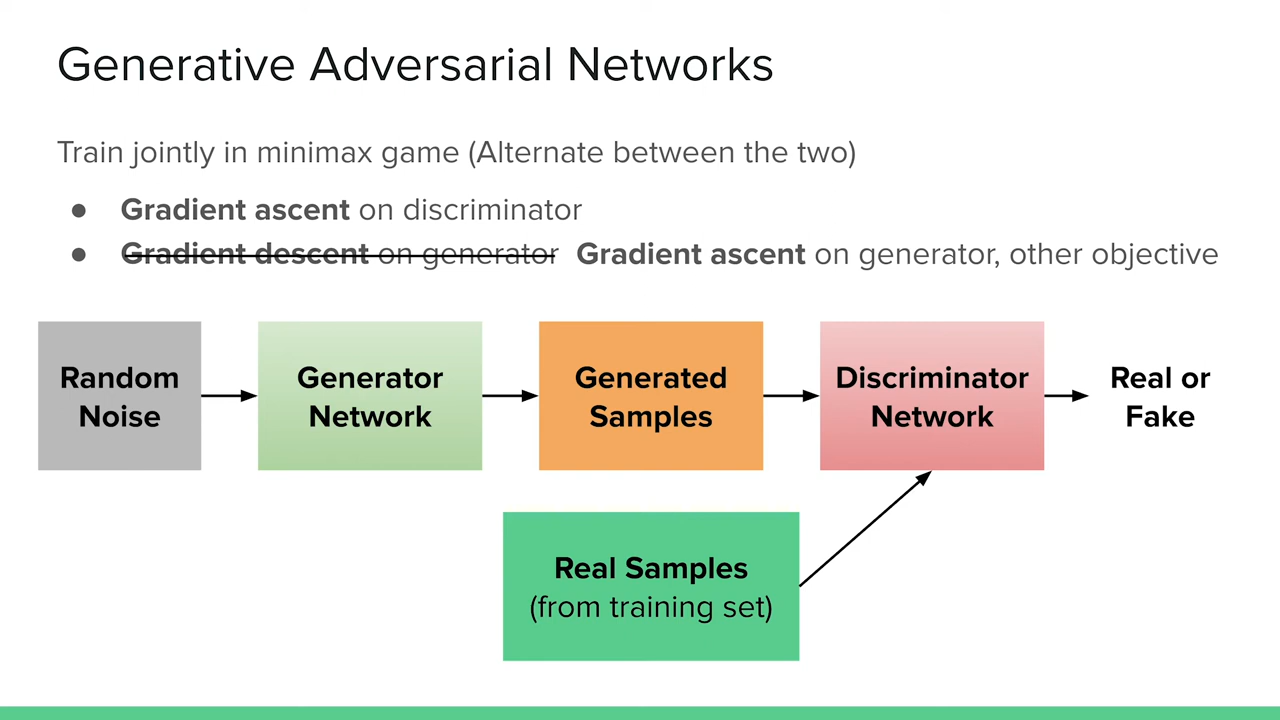 Generative Adversarial Networks
Train jointly in minimax game (Alternate between the two)
● Gradient ascent on discriminator
● Gradient descent on generator Gradient ascent on generator, other objective
Random
Noise
Generator
Network
Generated
Samples
Discriminator
Network
Real or
Fake
Real Samples
(from training set)